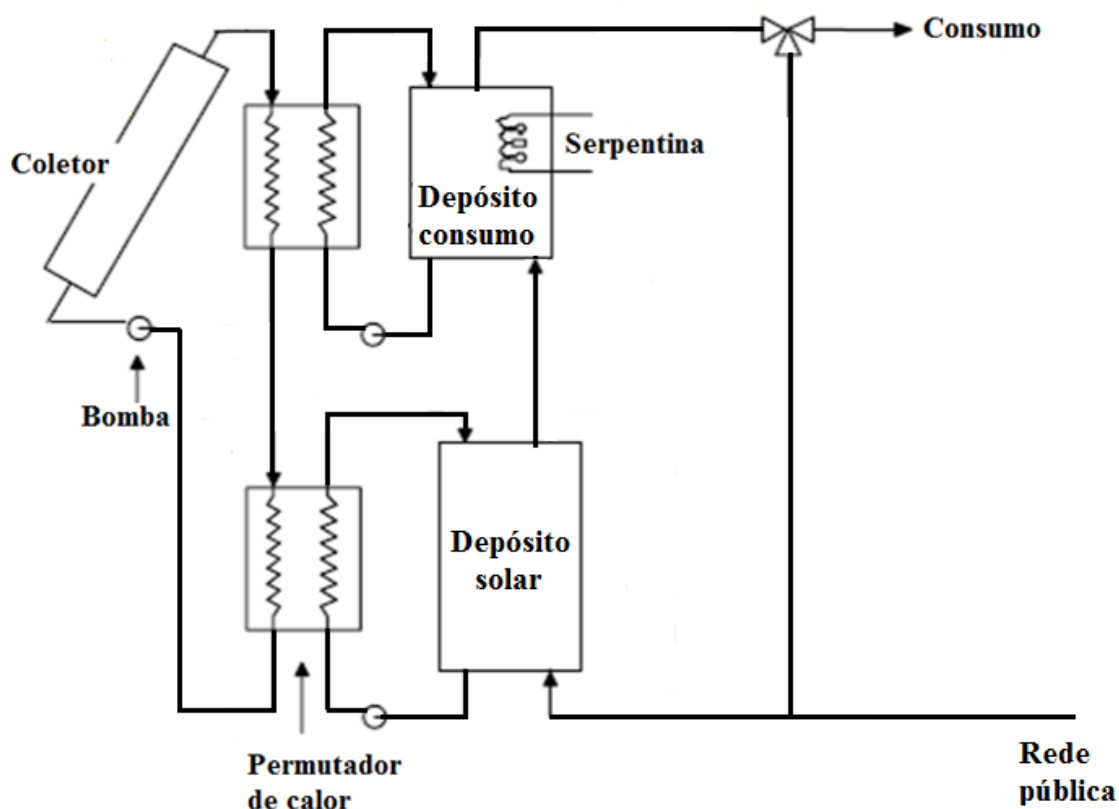 Consumo
Coletor
Serpentina
Depósito
consumo
Bomba
Depósito
solar
Permutador
de calor
Rede
pública